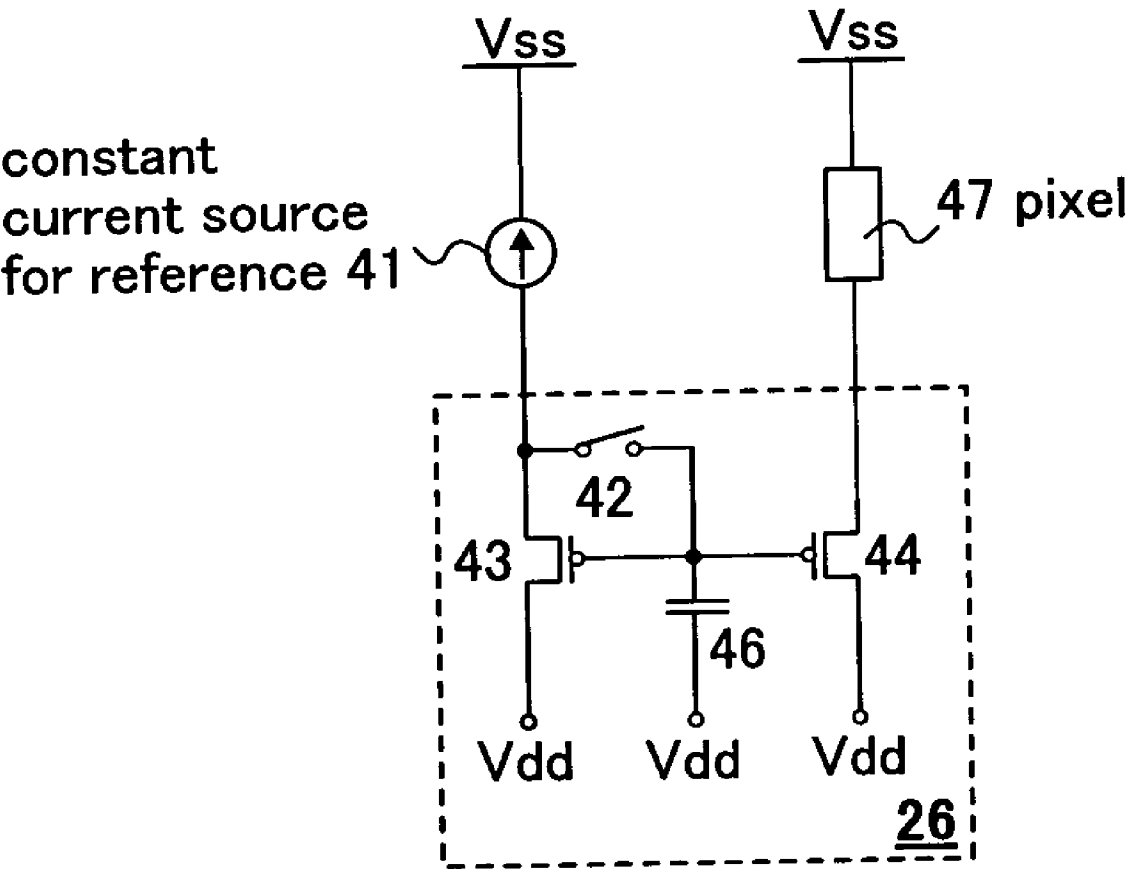 Vss
Vss
constant
current source
for reference 41
47 pixel
42
43
44
46
Vdd
Vdd
Vdd
26